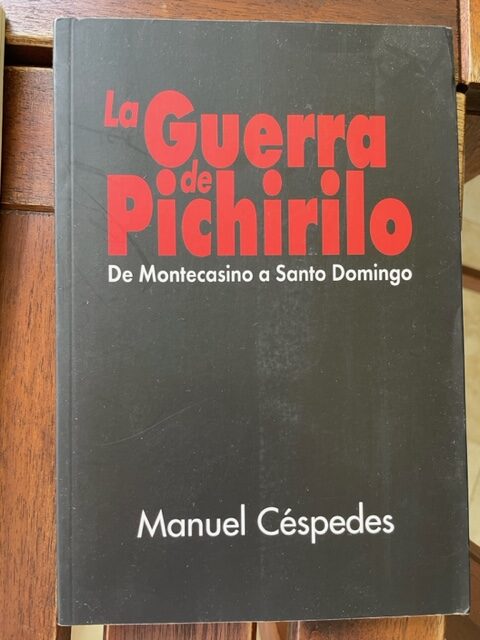 La Guerra
de
Pichirilo
De Montecasino a Santo Domingo
Manuel Céspedes